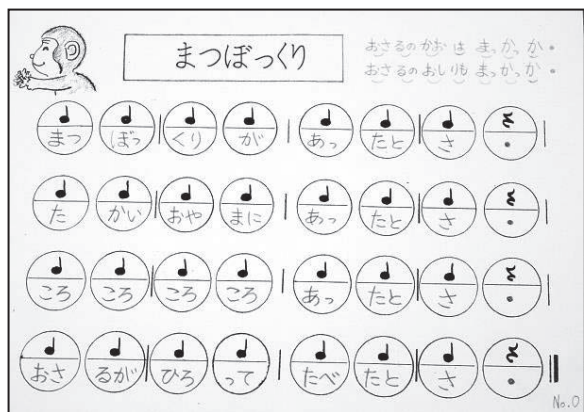 まつぼっくり
おさるのかおは まっかっか。
おさるのおしりも まっかっか。
まつ ぼっ くり が あっ たと さ ・
た かい おや まに あっ たと さ ・
ころ ころ ころ ころ あっ たと さ ・
おさ るが ひろ って たべ たと さ ・
No.0